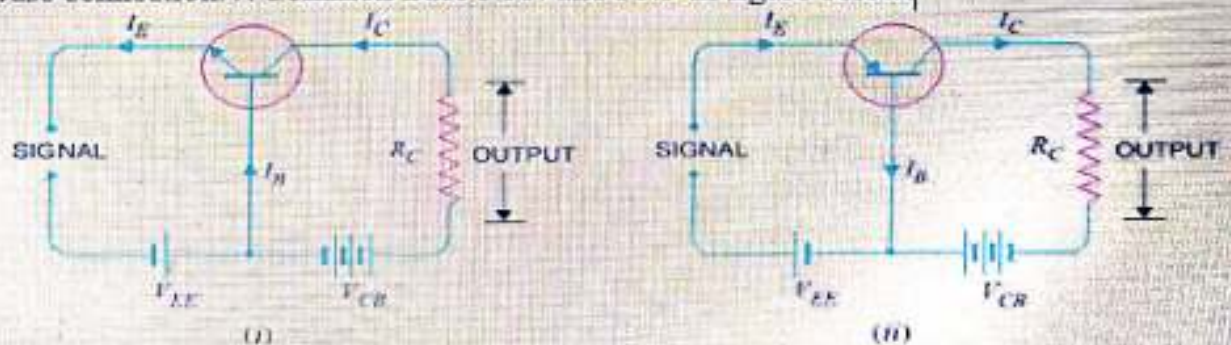 I_E I_C I_E I_C
SIGNAL R_C OUTPUT SIGNAL R_C OUTPUT
I_B I_B
V_EE V_CB V_EE V_CB
(i) (ii)